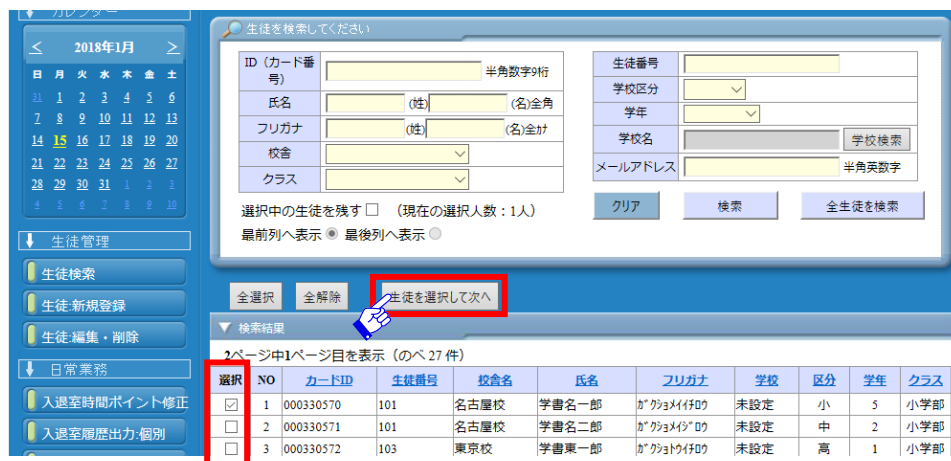 カレンダー
< 2018年1月 >
日 月 火 水 木 金 土
31 1 2 3 4 5 6
7 8 9 10 11 12 13
14 15 16 17 18 19 20
21 22 23 24 25 26 27
28 29 30 31 1 2 3
4 5 6 7 8 9 10
生徒管理
生徒検索
生徒:新規登録
生徒:編集・削除
日常業務
入退室時間ポイント修正
入退室履歴出力:個別
生徒を検索してください
ID（カード番号） 半角数字9桁
氏名 (姓) (名)全角
フリガナ (姓) (名)全ｶﾅ
校舎
クラス
生徒番号
学校区分
学年
学校名 学校検索
メールアドレス 半角英数字
選択中の生徒を残す （現在の選択人数：1人）
最前列へ表示 最後列へ表示
クリア 検索 全生徒を検索
全選択 全解除 生徒を選択して次へ
検索結果
2ページ中1ページ目を表示（のべ 27 件）
選択 NO カードID 生徒番号 校舎名 氏名 フリガナ 学校 区分 学年 クラス
1 000330570 101 名古屋校 学書名一郎 ｶﾞｸｼｮﾒｲｲﾁﾛｳ 未設定 小 5 小学部
2 000330571 101 名古屋校 学書名二郎 ｶﾞｸｼｮﾒｲｼﾞﾛｳ 未設定 中 2 小学部
3 000330572 103 東京校 学書東一郎 ｶﾞｸｼｮﾄｳｲﾁﾛｳ 未設定 高 1 小学部